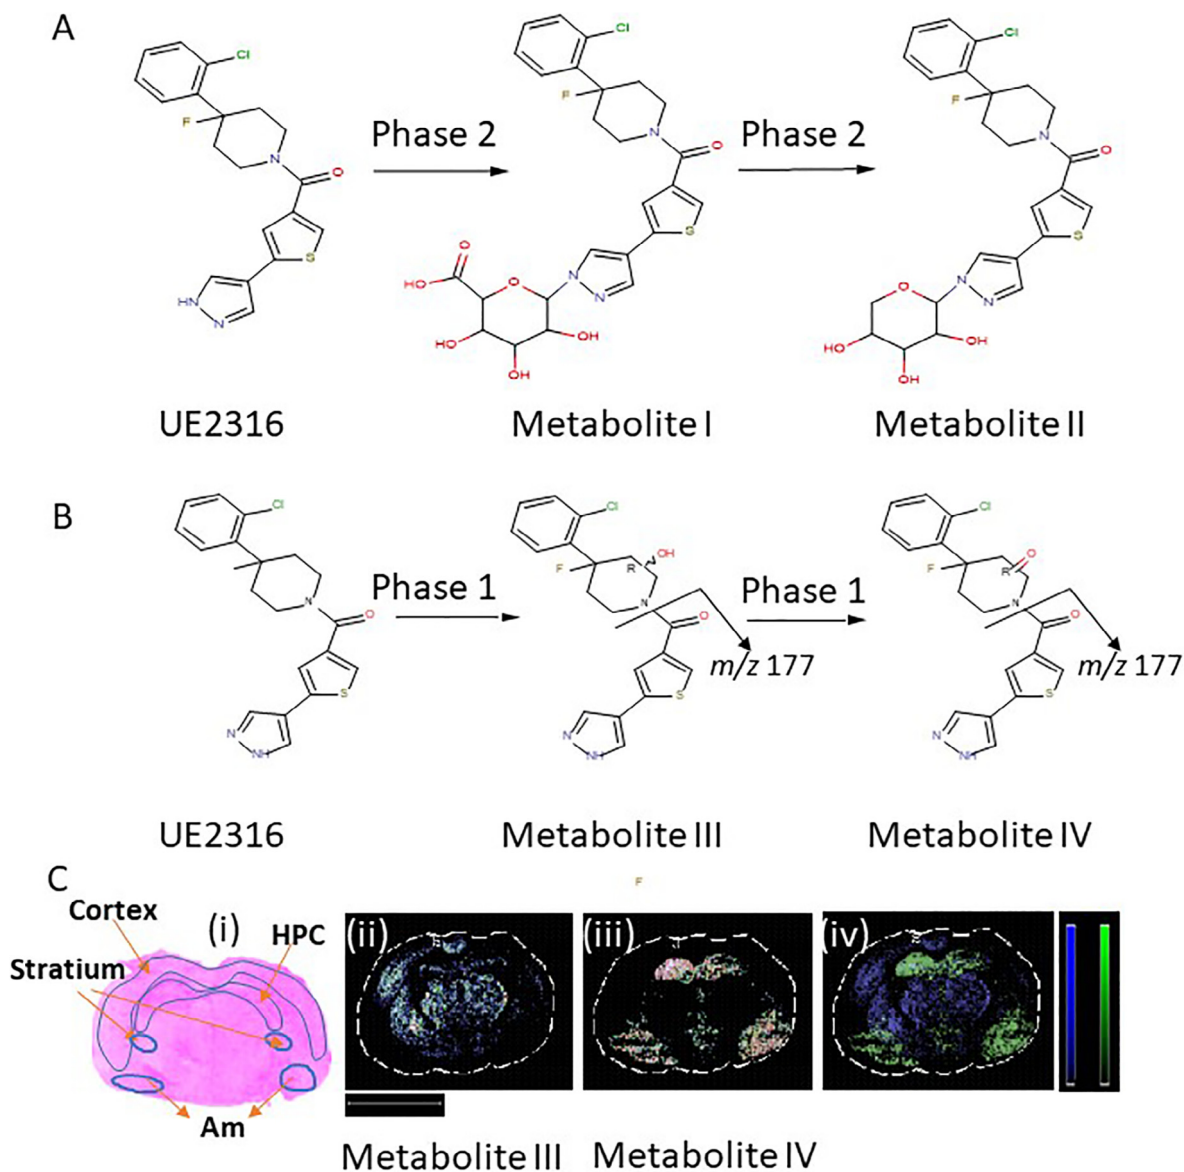 A
Cl
F
N
O
S
HN
N
UE2316
Phase 2
Cl
F
N
O
S
O
HO
O
N
N
HO
OH
OH
Metabolite I
Phase 2
Cl
F
N
O
S
O
N
N
HO
OH
OH
Metabolite II
B
Cl
N
O
S
N
NH
UE2316
Phase 1
Cl
F
R
OH
N
O
m/z 177
S
N
NH
Metabolite III
Phase 1
Cl
F
R
O
N
O
m/z 177
S
N
NH
Metabolite IV
F
C
Cortex
(i)
HPC
Stratium
Am
(ii)
(iii)
(iv)
Metabolite III
Metabolite IV